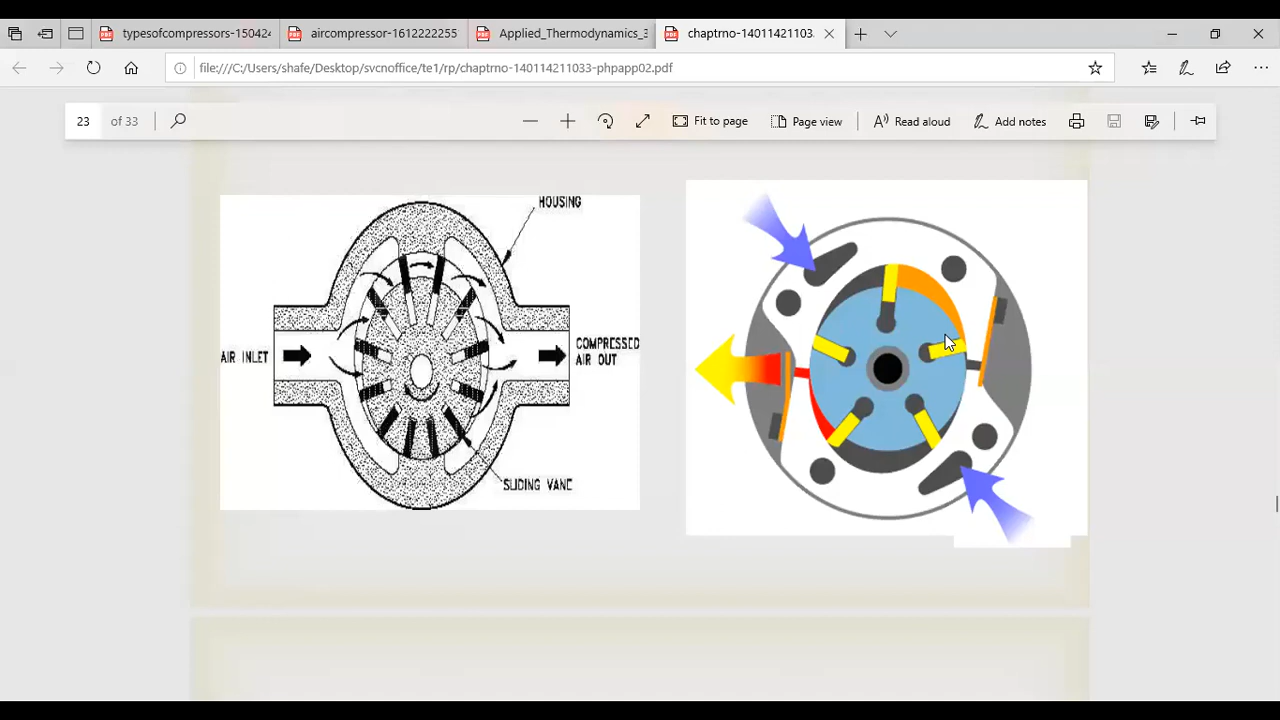 typesofcompressors-150424
aircompressor-1612222255
Applied_Thermodynamics_3
chaptrno-14011421103
file:///C:/Users/shafe/Desktop/svcnoffice/te1/rp/chaptrno-140114211033-phpapp02.pdf
23 of 33
Fit to page
Page view
Read aloud
Add notes
HOUSING
AIR INLET
COMPRESSED
AIR OUT
SLIDING VANE